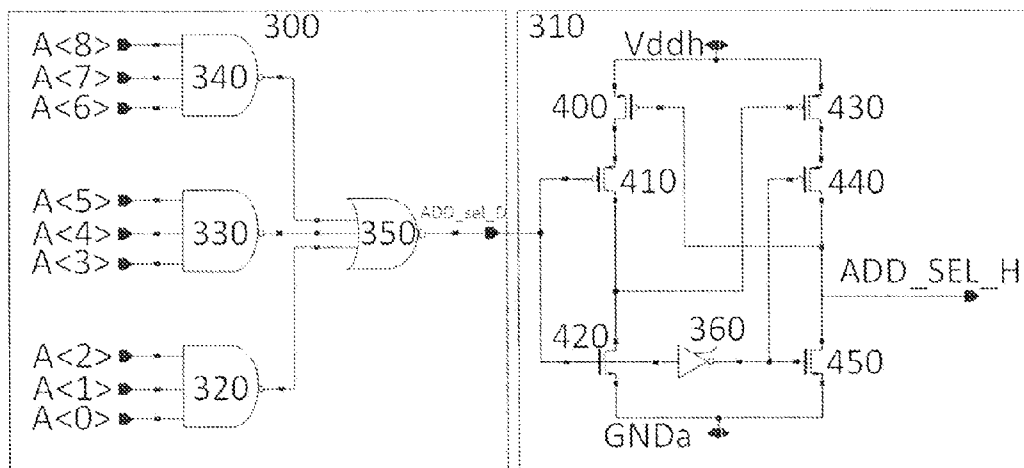 300
A<8>
A<7>
A<6>
340
A<5>
A<4>
A<3>
330
350
A<2>
A<1>
A<0>
320
ADD_sel_D
310
Vddh
400
430
410
440
ADD_SEL_H
420
360
450
GNDa